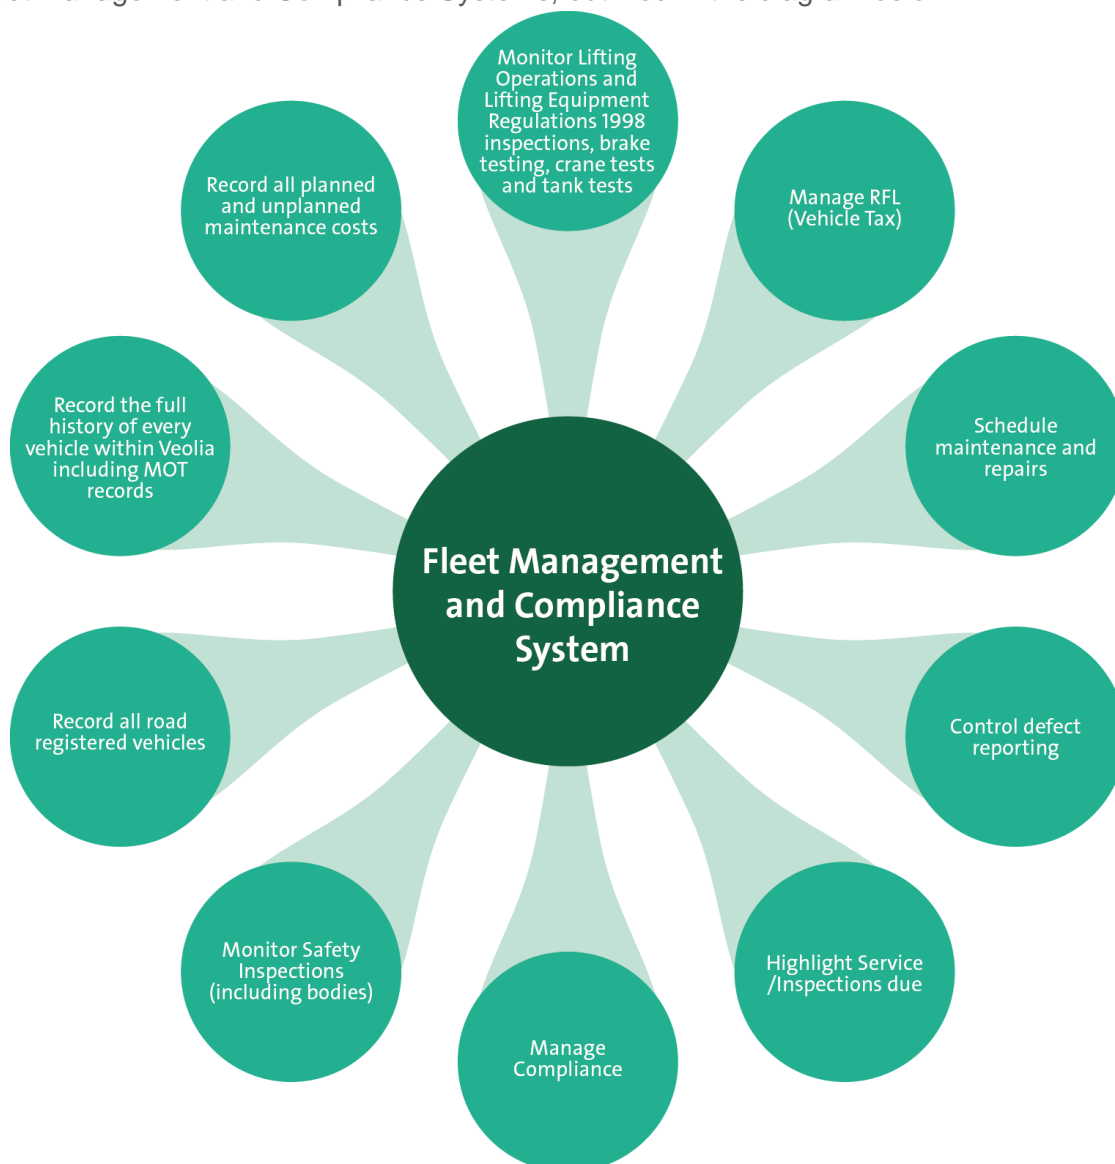 Monitor Lifting
Operations and
Lifting Equipment
Regulations 1998
inspections, brake
testing, crane tests
and tank tests
Manage RFL
(Vehicle Tax)
Schedule
maintenance and
repairs
Control defect
reporting
Highlight Service
/Inspections due
Manage
Compliance
Monitor Safety
Inspections
(including bodies)
Record all road
registered vehicles
Record the full
history of every
vehicle within Veolia
including MOT
records
Record all planned
and unplanned
maintenance costs
Fleet Management
and Compliance
System